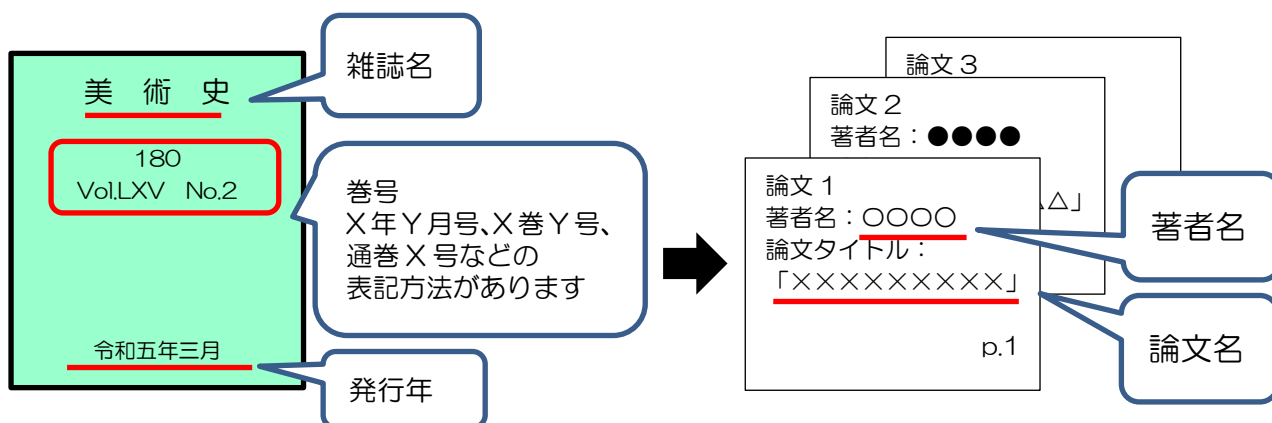 美 術 史
180
Vol.LXV No.2
令和五年三月
雑誌名
巻号
X年Y月号、X巻Y号、
通巻X号などの
表記方法があります
発行年
論文3
論文2
著者名：●●●●
△」
論文1
著者名：〇〇〇〇
論文タイトル：
「×××××××××」
p.1
著者名
論文名